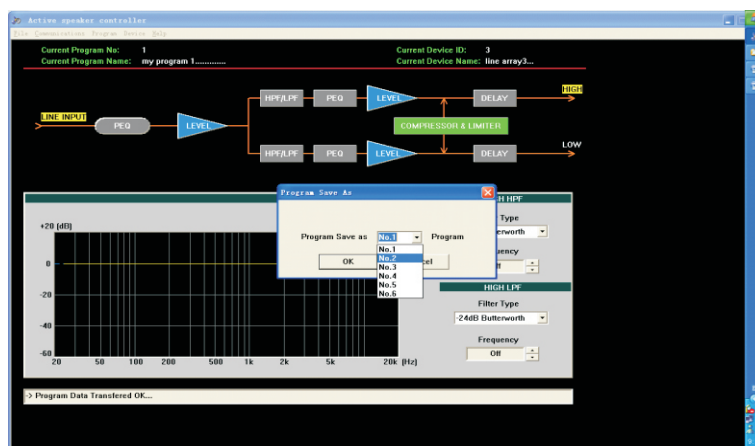 Active speaker controller
File Communications Program Device Help
Current Program No: 1
Current Device ID: 3
Current Program Name: my program 1.............
Current Device Name: line array3...
HIGH
HPF/LPF PEQ LEVEL DELAY
LINE INPUT
PEQ LEVEL COMPRESSOR & LIMITER
LOW
HPF/LPF PEQ LEVEL DELAY
Program Save As
Program Save as No.1 Program
No.1
No.2
No.3
No.4
No.5
No.6
OK
HPF
Type
HIGH LPF
Filter Type
-24dB Butterworth
Frequency
Off
+20 (dB)
0
-20
-40
-60
20 50 100 200 500 1k 2k 5k 20k (Hz)
-> Program Data Transfered OK...